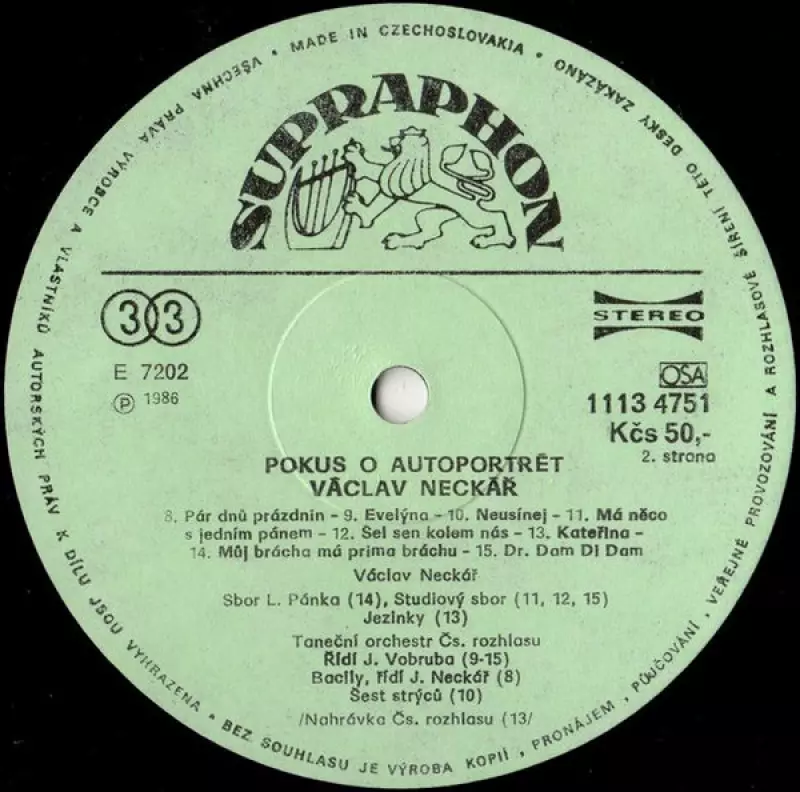 • MADE IN CZECHOSLOVAKIA •
VŠECHNA PRÁVA VÝROBCE A VLASTNÍKŮ AUTORSKÝCH PRÁV K DÍLU JSOU VYHRAZENA • BEZ SOUHLASU JE VÝROBA KOPIÍ, PRONÁJEM, PŮJČOVÁNÍ, VEŘEJNÉ PROVOZOVÁNÍ A ROZHLASOVÉ ŠÍŘENÍ TÉTO DESKY ZAKÁZÁNO
SUPRAPHON
33
STEREO
E 7202
OSA
Ⓟ 1986
1113 4751
Kčs 50,-
2. strana
POKUS O AUTOPORTRÉT
VÁCLAV NECKÁŘ
8. Pár dnů prázdnin - 9. Evelýna - 10. Neusínej - 11. Má něco
s jedním pánem - 12. Šel sen kolem nás - 13. Kateřina -
14. Můj brácha má prima bráchu - 15. Dr. Dam Di Dam
Václav Neckář
Sbor L. Pánka (14), Studiový sbor (11, 12, 15)
Jezinky (13)
Taneční orchestr Čs. rozhlasu
Řídí J. Vobruba (9-15)
Bacily, řídí J. Neckář (8)
Šest strýců (10)
/Nahrávka Čs. rozhlasu (13/